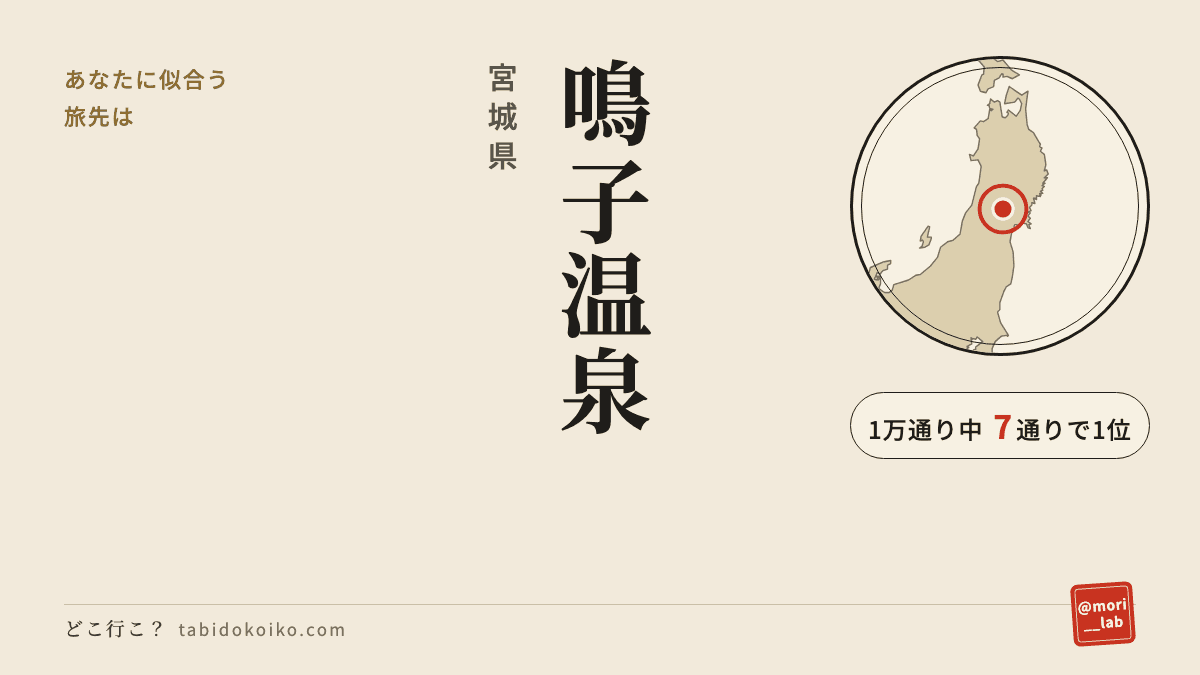 あなたに似合う
旅先は
鳴子温泉
宮城県
1万通り中 7通りで1位
どこ行こ？ tabidokoiko.com
@mori
__lab